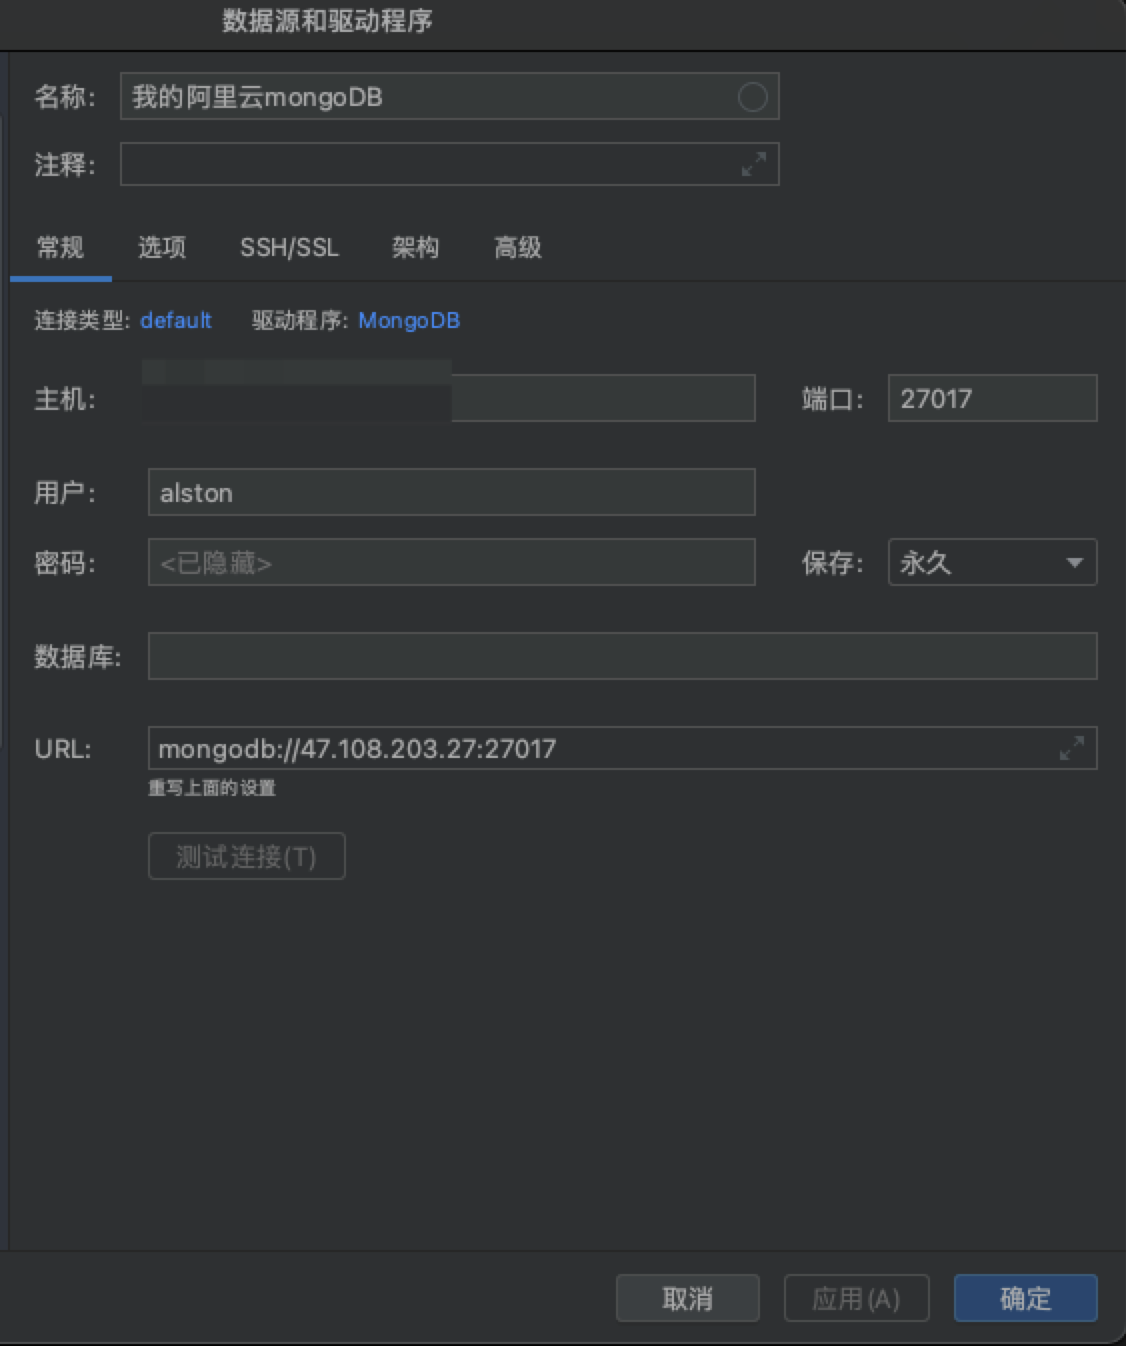 数据源和驱动程序
名称: 我的阿里云mongoDB
注释:
常规 选项 SSH/SSL 架构 高级
连接类型: default 驱动程序: MongoDB
主机: 端口: 27017
用户: alston
密码: <已隐藏> 保存: 永久
数据库:
URL: mongodb://47.108.203.27:27017
重写上面的设置
测试连接(T)
取消 应用(A) 确定